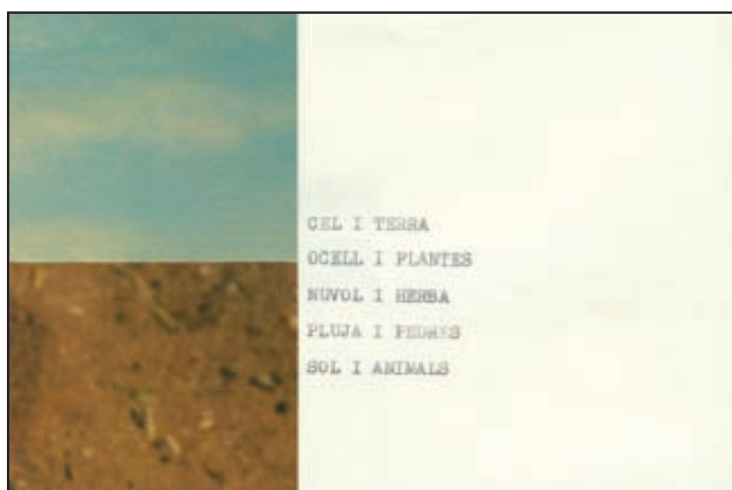 CEL I TERRA
OCELL I PLANTES
NUVOL I HERBA
PLUJA I PEDRES
SOL I ANIMALS